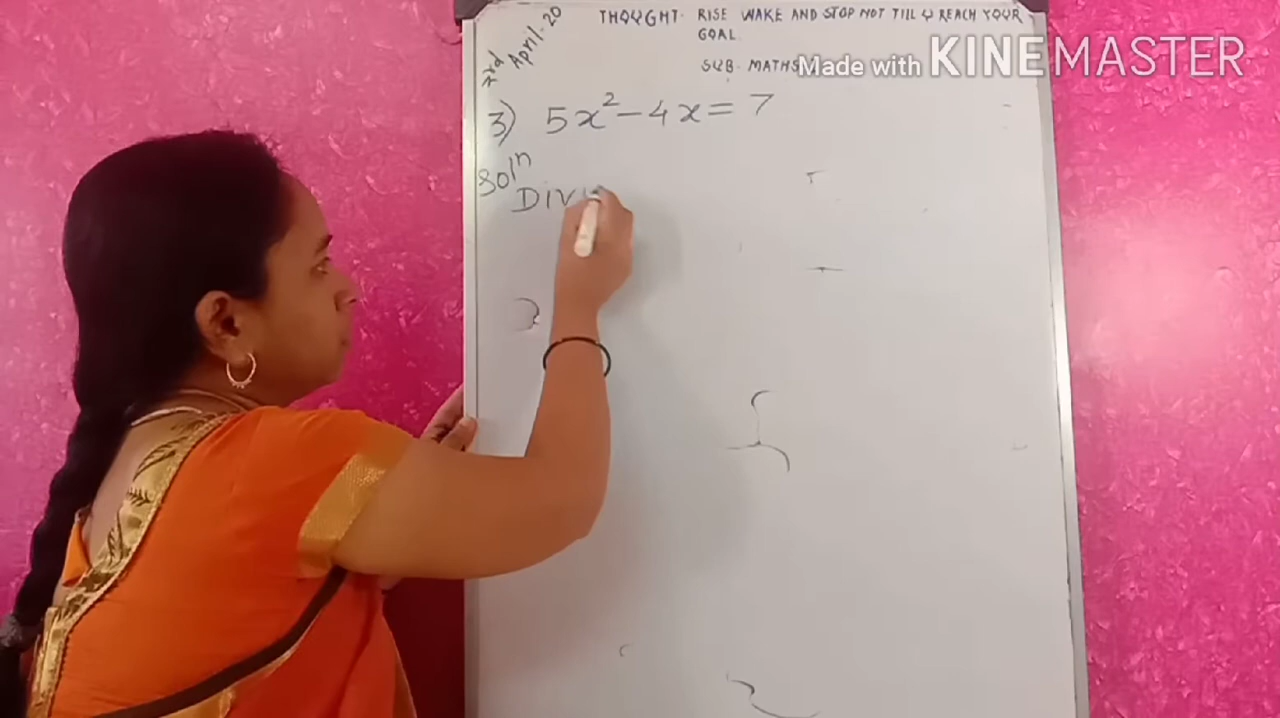 22nd April-20
THOUGHT: RISE WAKE AND STOP NOT TILL U REACH YOUR
GOAL
SUB: MATHS
Made with KINEMASTER
3) 5x² - 4x = 7
Solⁿ
Div